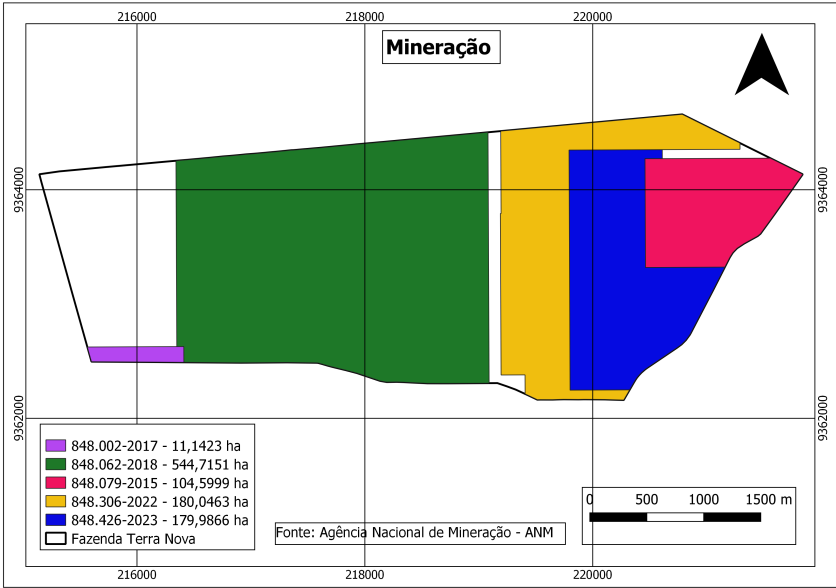 216000
218000
220000
Mineração
9364000
9364000
9362000
9362000
848.002-2017 - 11,1423 ha
848.062-2018 - 544,7151 ha
848.079-2015 - 104,5999 ha
848.306-2022 - 180,0463 ha
848.426-2023 - 179,9866 ha
Fazenda Terra Nova
Fonte: Agência Nacional de Mineração - ANM
0 500 1000 1500 m
216000
218000
220000